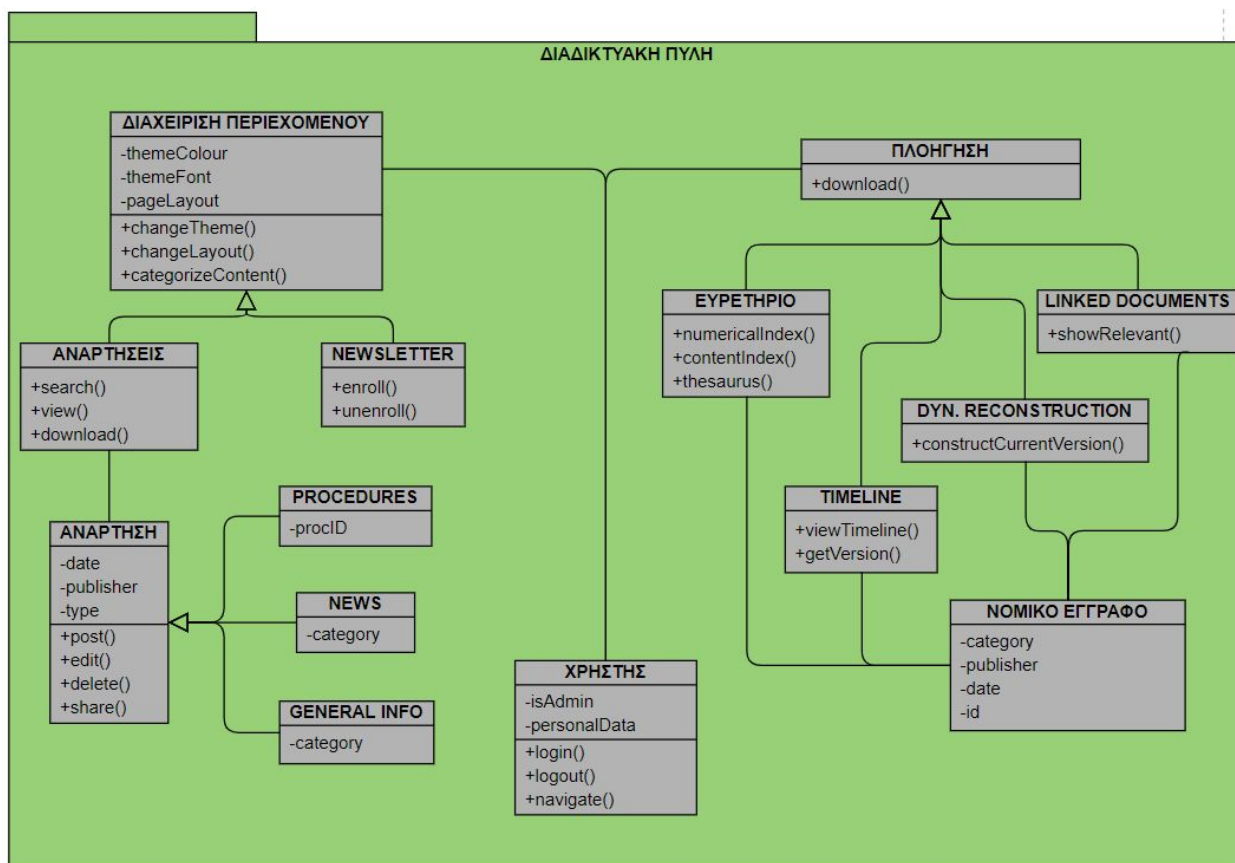 ΔΙΑΔΙΚΤΥΑΚΗ ΠΥΛΗ
ΔΙΑΧΕΙΡΙΣΗ ΠΕΡΙΕΧΟΜΕΝΟΥ
-themeColour
-themeFont
-pageLayout
+changeTheme()
+changeLayout()
+categorizeContent()
ΠΛΟΗΓΗΣΗ
+download()
ΑΝΑΡΤΗΣΕΙΣ
+search()
+view()
+download()
NEWSLETTER
+enroll()
+unenroll()
ΕΥΡΕΤΗΡΙΟ
+numericalIndex()
+contentIndex()
+thesaurus()
LINKED DOCUMENTS
+showRelevant()
DYN. RECONSTRUCTION
+constructCurrentVersion()
TIMELINE
+viewTimeline()
+getVersion()
ΑΝΑΡΤΗΣΗ
-date
-publisher
-type
+post()
+edit()
+delete()
+share()
PROCEDURES
-procID
NEWS
-category
GENERAL INFO
-category
ΧΡΗΣΤΗΣ
-isAdmin
-personalData
+login()
+logout()
+navigate()
ΝΟΜΙΚΟ ΕΓΓΡΑΦΟ
-category
-publisher
-date
-id